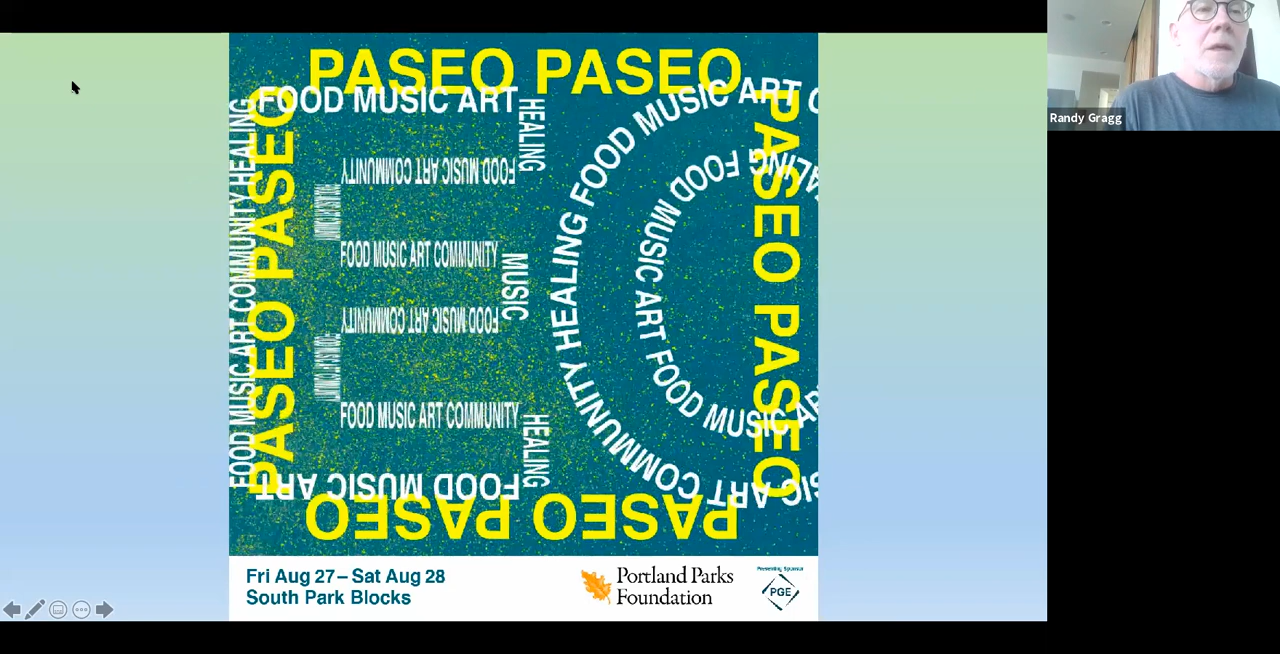 PASEO PASEO
FOOD MUSIC ART
HEALING
FOOD MUSIC ART COMMUNITY
FOOD MUSIC ART COMMUNITY
MUSIC
FOOD MUSIC ART COMMUNITY
FOOD MUSIC ART COMMUNITY
HEALING
FOOD MUSIC ART
PASEO PASEO
FOOD MUSIC ART COMMUNITY HEALING
PASEO PASEO
COMMUNITY HEALING FOOD MUSIC ART
MUSIC ART FOOD MUSIC
FOOD
PASEO PASEO
Fri Aug 27 – Sat Aug 28
South Park Blocks
Portland Parks
Foundation
Presenting Sponsor
PGE
Randy Gragg